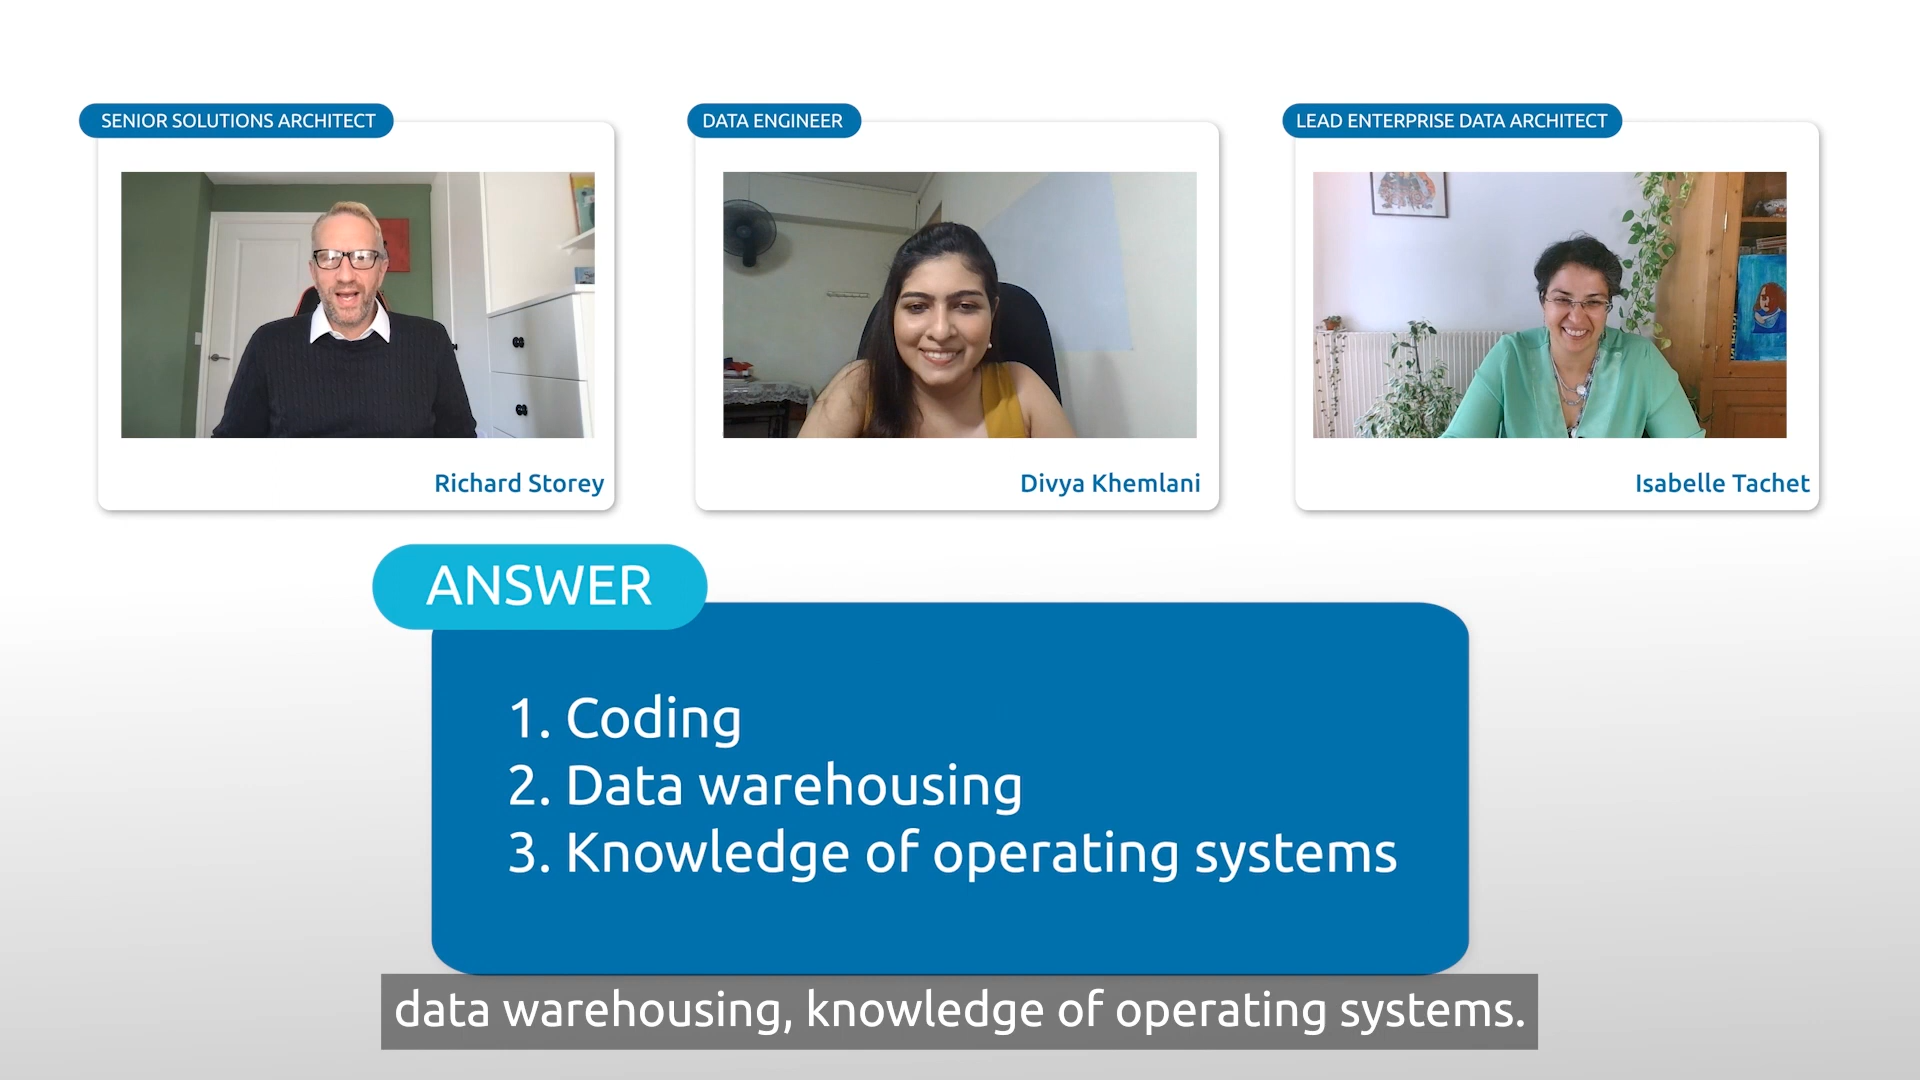 SENIOR SOLUTIONS ARCHITECT
DATA ENGINEER
LEAD ENTERPRISE DATA ARCHITECT
Richard Storey
Divya Khemlani
Isabelle Tachet
ANSWER
1. Coding
2. Data warehousing
3. Knowledge of operating systems
data warehousing, knowledge of operating systems.